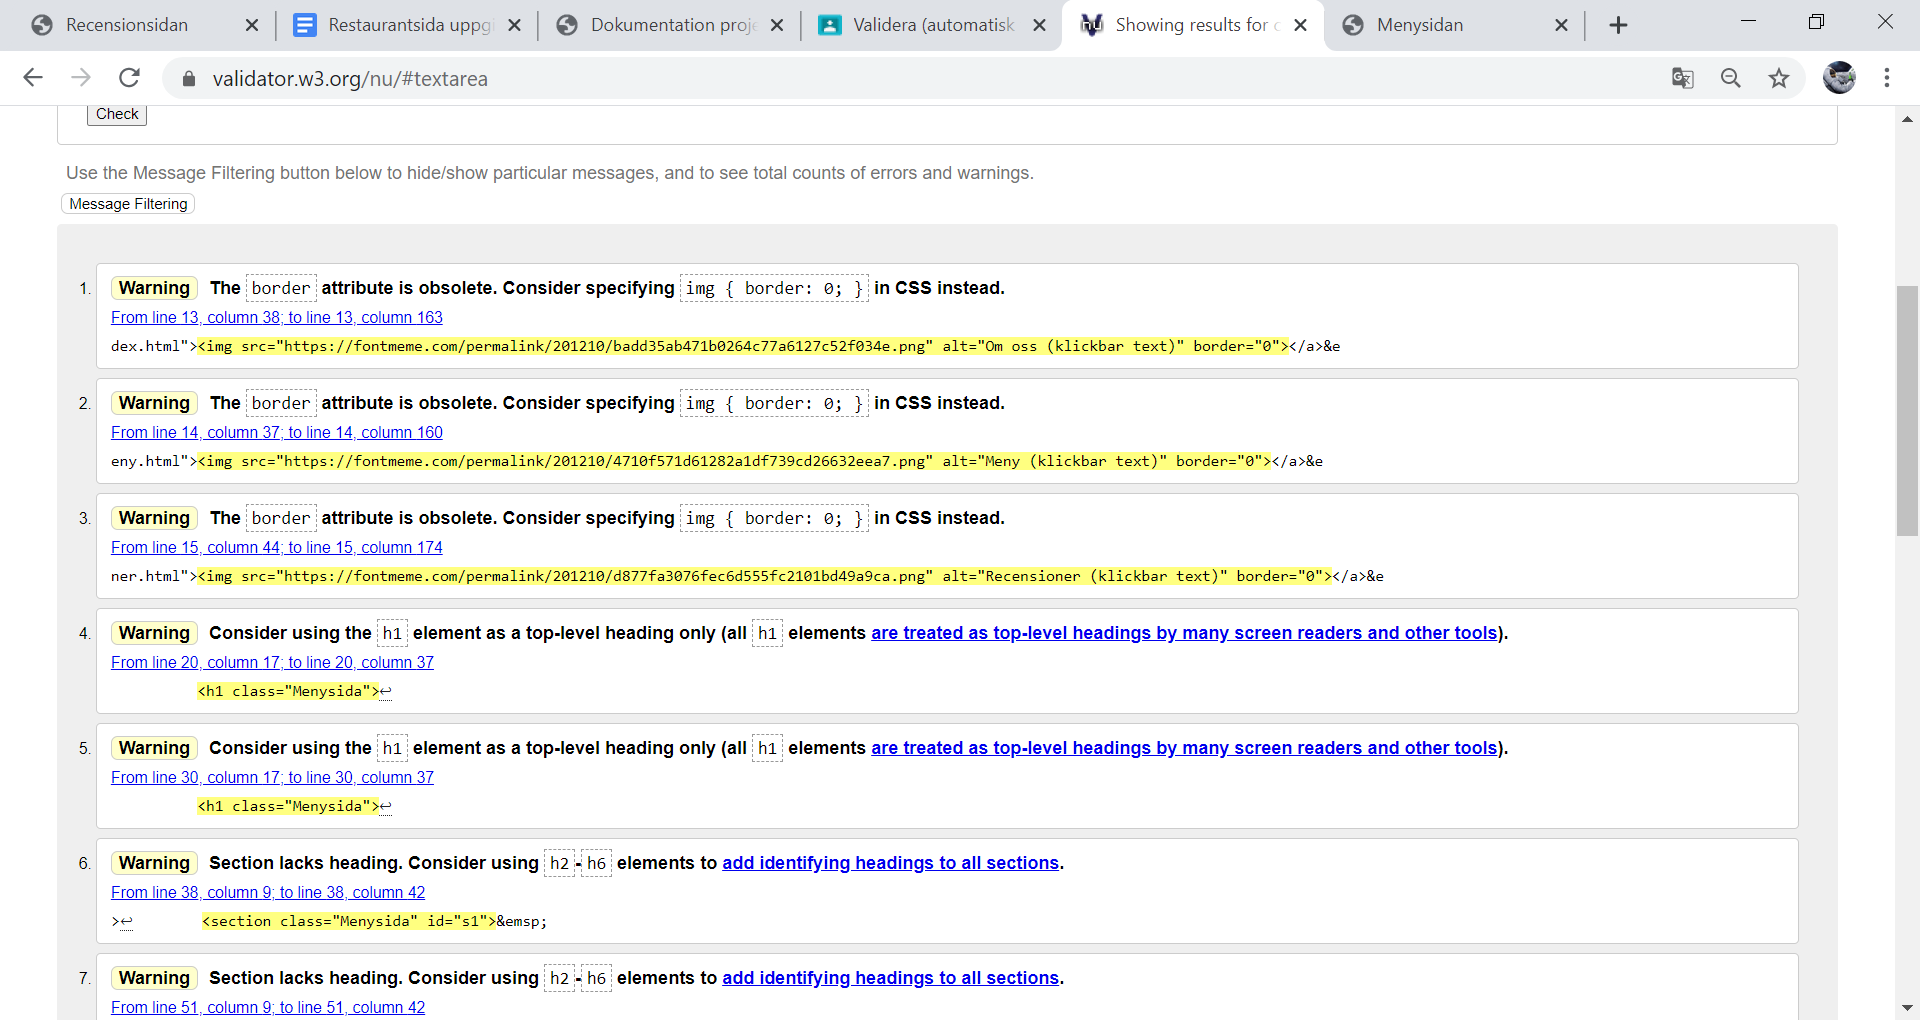 Recensionsidan
Restaurantsida uppgi
Dokumentation proje
Validera (automatisk
Showing results for c
Menysidan
validator.w3.org/nu/#textarea
Check
Use the Message Filtering button below to hide/show particular messages, and to see total counts of errors and warnings.
Message Filtering
1. Warning The border attribute is obsolete. Consider specifying img { border: 0; } in CSS instead.
From line 13, column 38; to line 13, column 163
dex.html"><img src="https://fontmeme.com/permalink/201210/badd35ab471b0264c77a6127c52f034e.png" alt="Om oss (klickbar text)" border="0"></a>&e
2. Warning The border attribute is obsolete. Consider specifying img { border: 0; } in CSS instead.
From line 14, column 37; to line 14, column 160
eny.html"><img src="https://fontmeme.com/permalink/201210/4710f571d61282a1df739cd26632eea7.png" alt="Meny (klickbar text)" border="0"></a>&e
3. Warning The border attribute is obsolete. Consider specifying img { border: 0; } in CSS instead.
From line 15, column 44; to line 15, column 174
ner.html"><img src="https://fontmeme.com/permalink/201210/d877fa3076fec6d555fc2101bd49a9ca.png" alt="Recensioner (klickbar text)" border="0"></a>&e
4. Warning Consider using the h1 element as a top-level heading only (all h1 elements are treated as top-level headings by many screen readers and other tools).
From line 20, column 17; to line 20, column 37
<h1 class="Menysida">↩
5. Warning Consider using the h1 element as a top-level heading only (all h1 elements are treated as top-level headings by many screen readers and other tools).
From line 30, column 17; to line 30, column 37
<h1 class="Menysida">↩
6. Warning Section lacks heading. Consider using h2-h6 elements to add identifying headings to all sections.
From line 38, column 9; to line 38, column 42
>↩ <section class="Menysida" id="s1">&emsp;
7. Warning Section lacks heading. Consider using h2-h6 elements to add identifying headings to all sections.
From line 51, column 9; to line 51, column 42